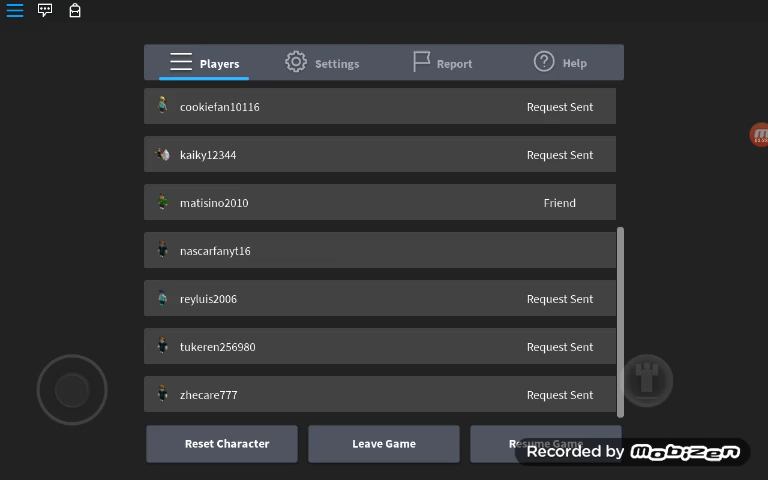 Players Settings Report Help
cookiefan10116 Request Sent
kaiky12344 Request Sent
matisino2010 Friend
nascarfanyt16
reyluis2006 Request Sent
tukeren256980 Request Sent
zhecare777 Request Sent
Reset Character Leave Game Resume Game
Recorded by MOBIZEN